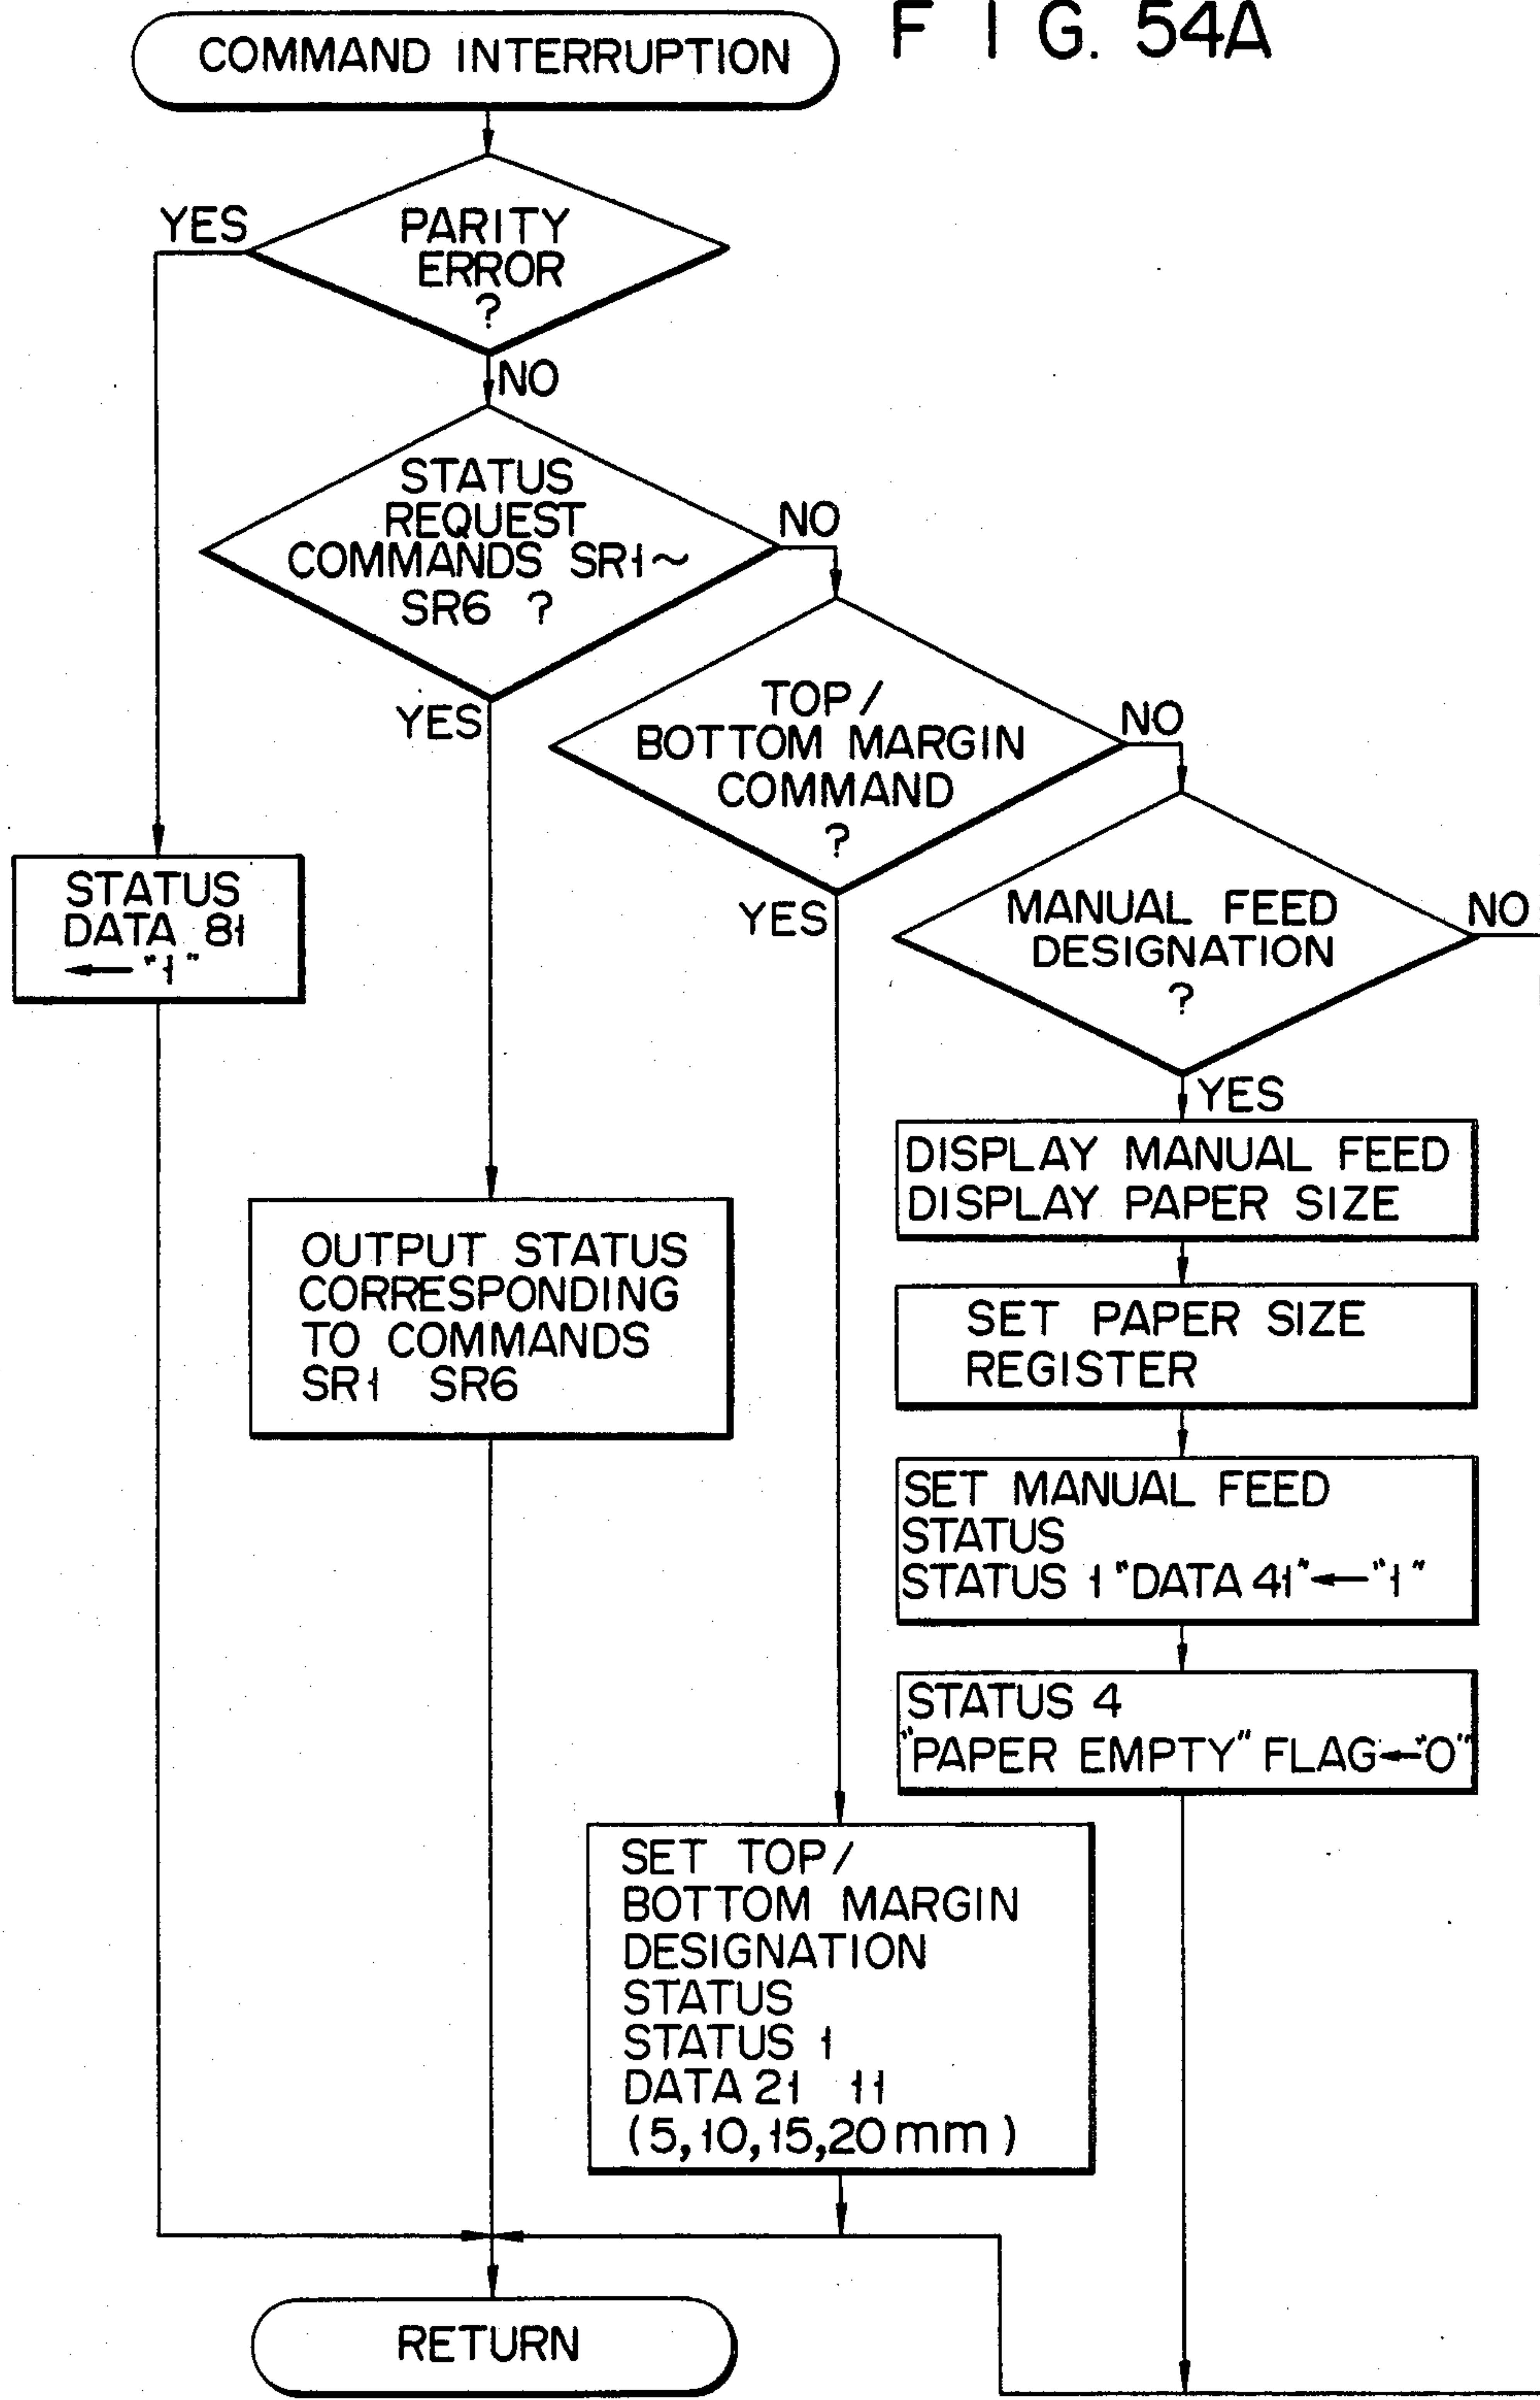 FIG. 54A
COMMAND INTERRUPTION
PARITY
ERROR
?
YES
NO
STATUS
REQUEST
COMMANDS SR1~
SR6 ?
NO
YES
TOP/
BOTTOM MARGIN
COMMAND
?
NO
YES
MANUAL FEED
DESIGNATION
?
NO
YES
STATUS
DATA 81
← "1"
OUTPUT STATUS
CORRESPONDING
TO COMMANDS
SR1 SR6
DISPLAY MANUAL FEED
DISPLAY PAPER SIZE
SET PAPER SIZE
REGISTER
SET MANUAL FEED
STATUS
STATUS 1 "DATA 41" ← "1"
STATUS 4
"PAPER EMPTY" FLAG ← "0"
SET TOP/
BOTTOM MARGIN
DESIGNATION
STATUS
STATUS 1
DATA 21 11
(5,10,15,20mm)
RETURN